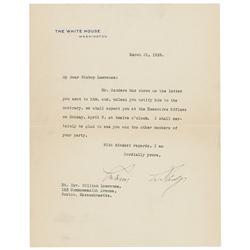 THE WHITE HOUSE
WASHINGTON
March 31, 1928.
My dear Bishop Lawrence:
Mr. Sanders has shown me the letter
you sent to him, and, unless you notify him to the
contrary, we shall expect you at the Executive Offices
on Monday, April 2, at twelve o'clock. I shall cer-
tainly be glad to see you and the other members of
your party.
With kindest regards, I am
Cordially yours,
Rt. Rev. William Lawrence,
122 Commonwealth Avenue,
Boston, Massachusetts.